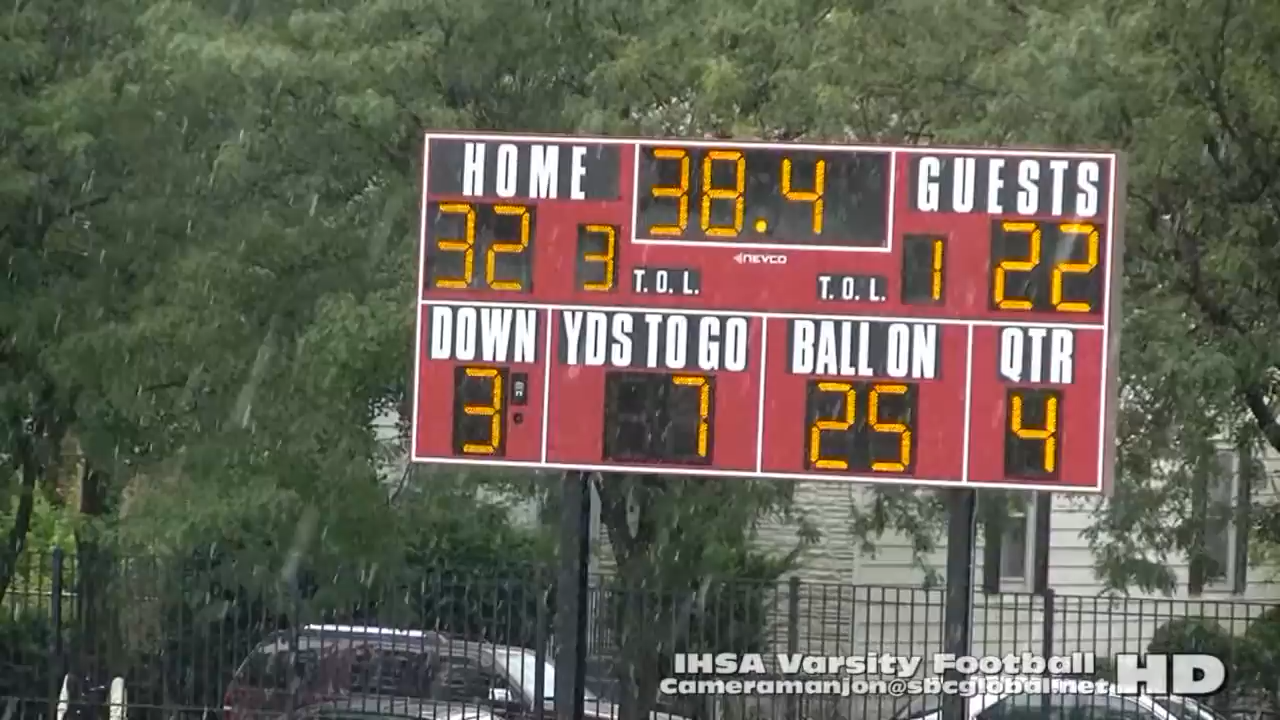 HOME 38.4 GUESTS
32 3 T.O.L. NEVCO T.O.L. 1 22
DOWN YDS TO GO BALL ON QTR
3 7 25 4
IHSA Varsity Football HD
Cameramanjon@sbcglobal.net